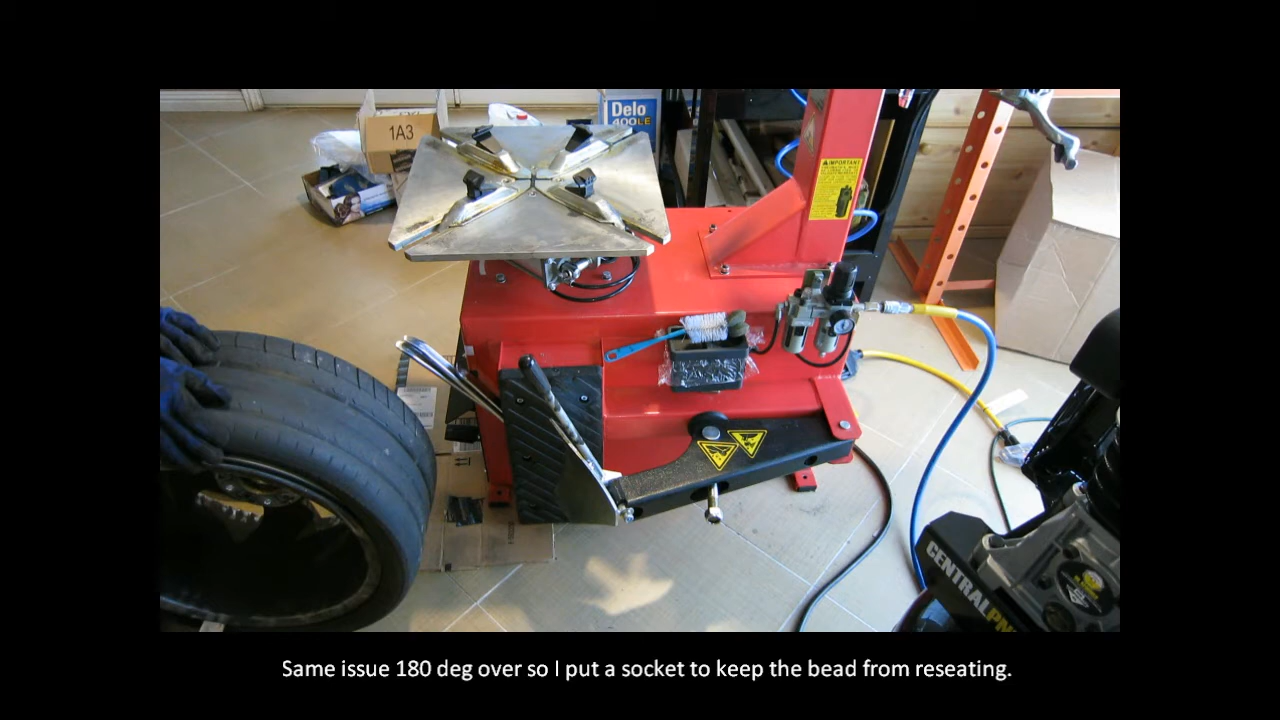 1A3
Delo
400LE
IMPORTANT
CENTRAL
Same issue 180 deg over so I put a socket to keep the bead from reseating.